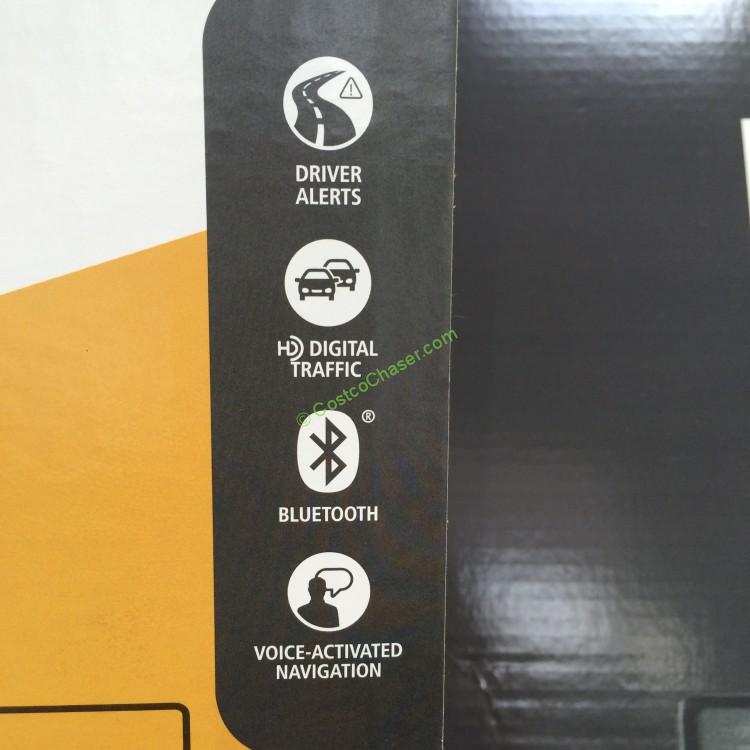 DRIVER
ALERTS
HD DIGITAL
TRAFFIC
© CostcoChaser.com
®
BLUETOOTH
VOICE-ACTIVATED
NAVIGATION